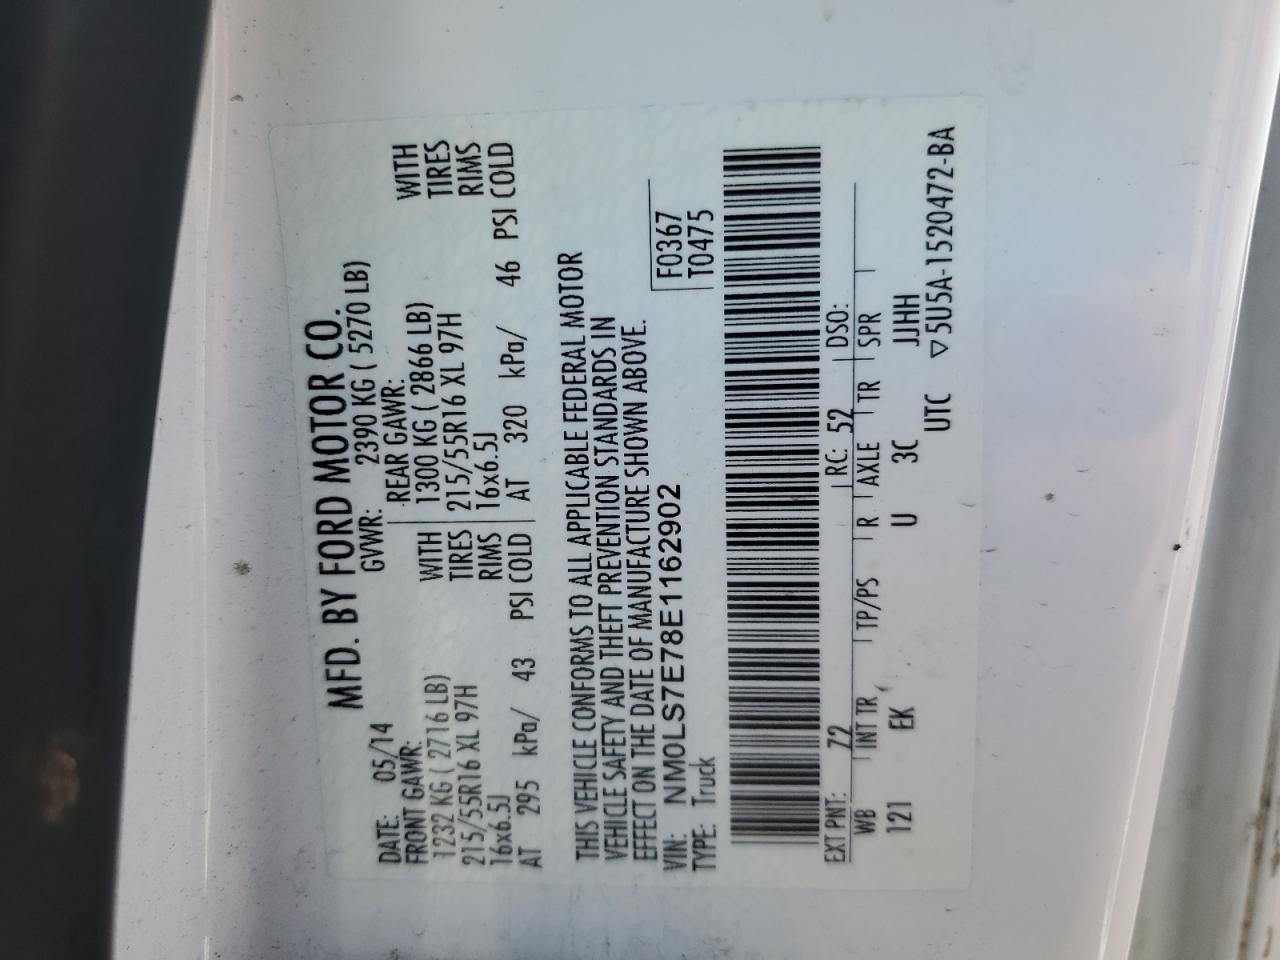 MFD. BY FORD MOTOR CO.
DATE: 05/14 GVWR: 2390 KG ( 5270 LB)
FRONT GAWR: REAR GAWR:
1232 KG ( 2716 LB) WITH 1300 KG ( 2866 LB) WITH
215/55R16 XL 97H TIRES 215/55R16 XL 97H TIRES
16x6.5J RIMS 16x6.5J RIMS
AT 295 kPa/ 43 PSI COLD AT 320 kPa/ 46 PSI COLD
THIS VEHICLE CONFORMS TO ALL APPLICABLE FEDERAL MOTOR
VEHICLE SAFETY AND THEFT PREVENTION STANDARDS IN
EFFECT ON THE DATE OF MANUFACTURE SHOWN ABOVE.
VIN: NM0LS7E78E1162902 F0367
TYPE: Truck T0475
EXT PNT: Z2 RC: 52 DSO:
WB INT TR TP/PS R AXLE TR SPR
121 EK U 3C JJHH
UTC ▽5U5A-1520472-BA